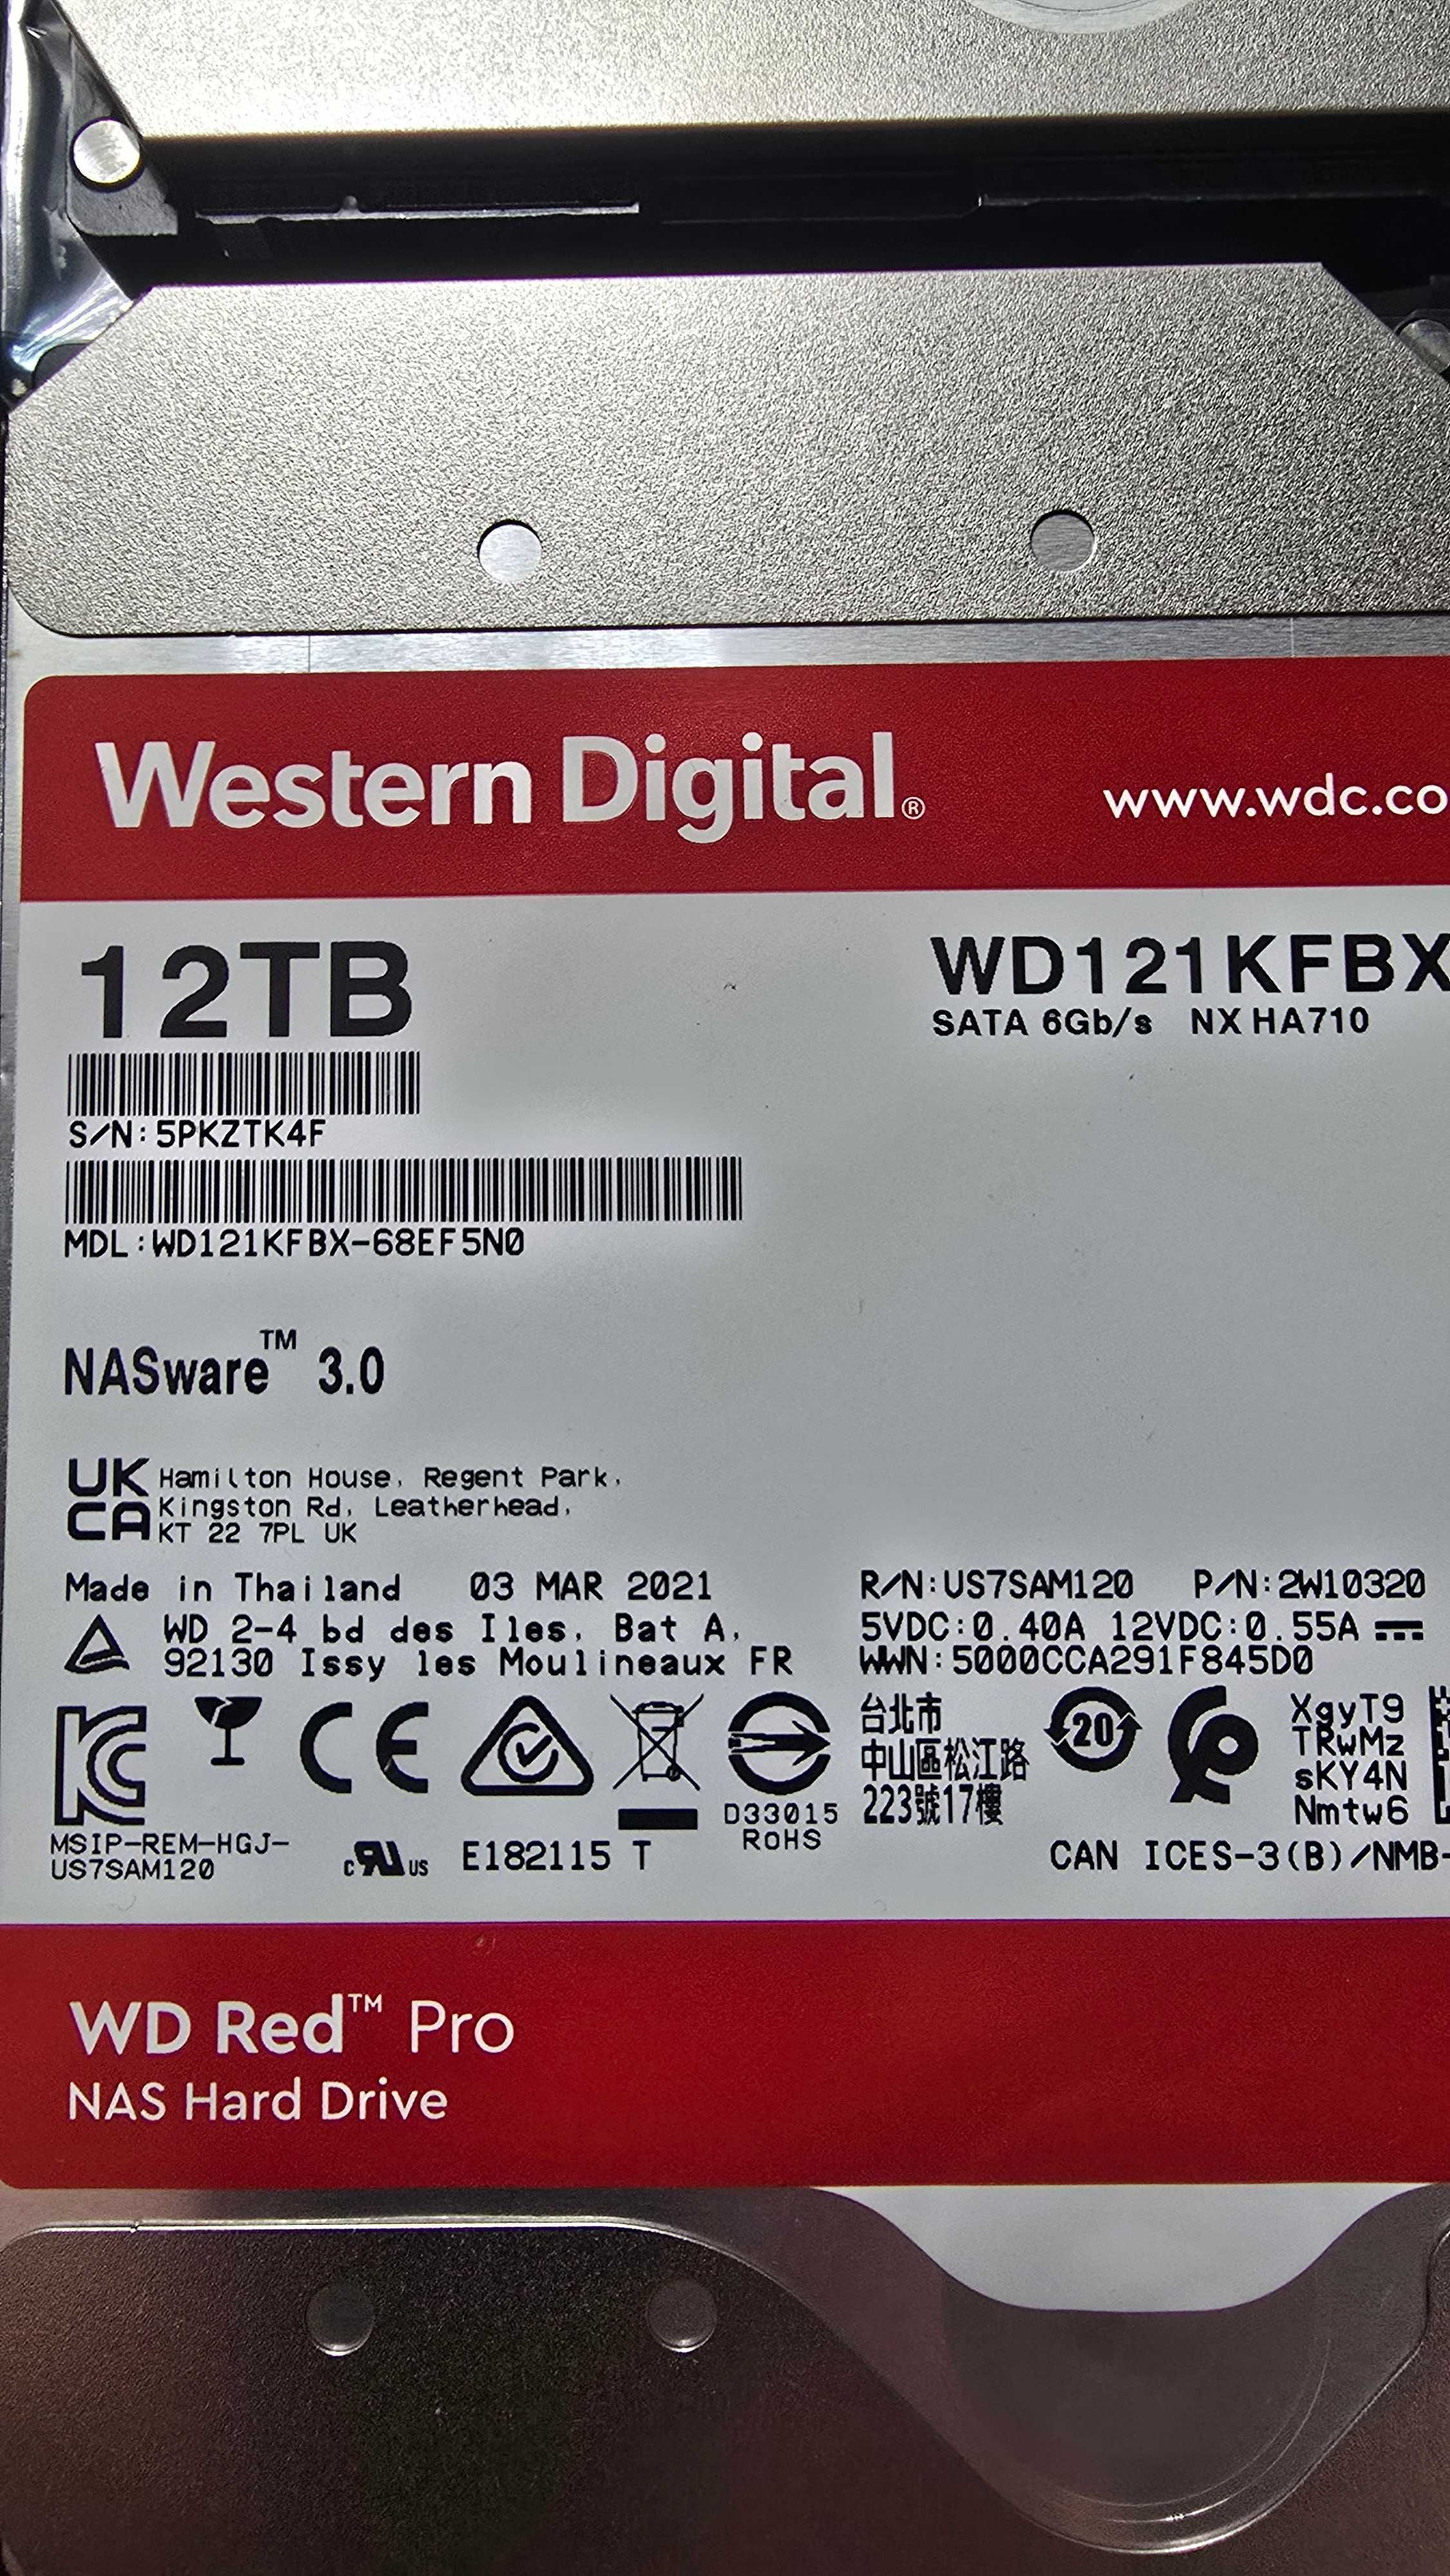 Western Digital®
www.wdc.co
12TB
WD121KFBX
SATA 6Gb/s NX HA710
S/N:5PKZTK4F
MDL:WD121KFBX-68EF5N0
NASware™ 3.0
UK
CA
Hamilton House, Regent Park,
Kingston Rd, Leatherhead,
KT 22 7PL UK
Made in Thailand 03 MAR 2021
WD 2-4 bd des Iles, Bat A,
92130 Issy les Moulineaux FR
R/N:US7SAM120 P/N:2W10320
5VDC:0.40A 12VDC:0.55A
WWN:5000CCA291F845D0
CE
D33015
RoHS
台北市
中山區松江路
223號17樓
20
XgyT9
TRwMz
sKY4N
Nmtw6
MSIP-REM-HGJ-
US7SAM120
c RU US
E182115 T
CAN ICES-3(B)/NMB-
WD Red™ Pro
NAS Hard Drive